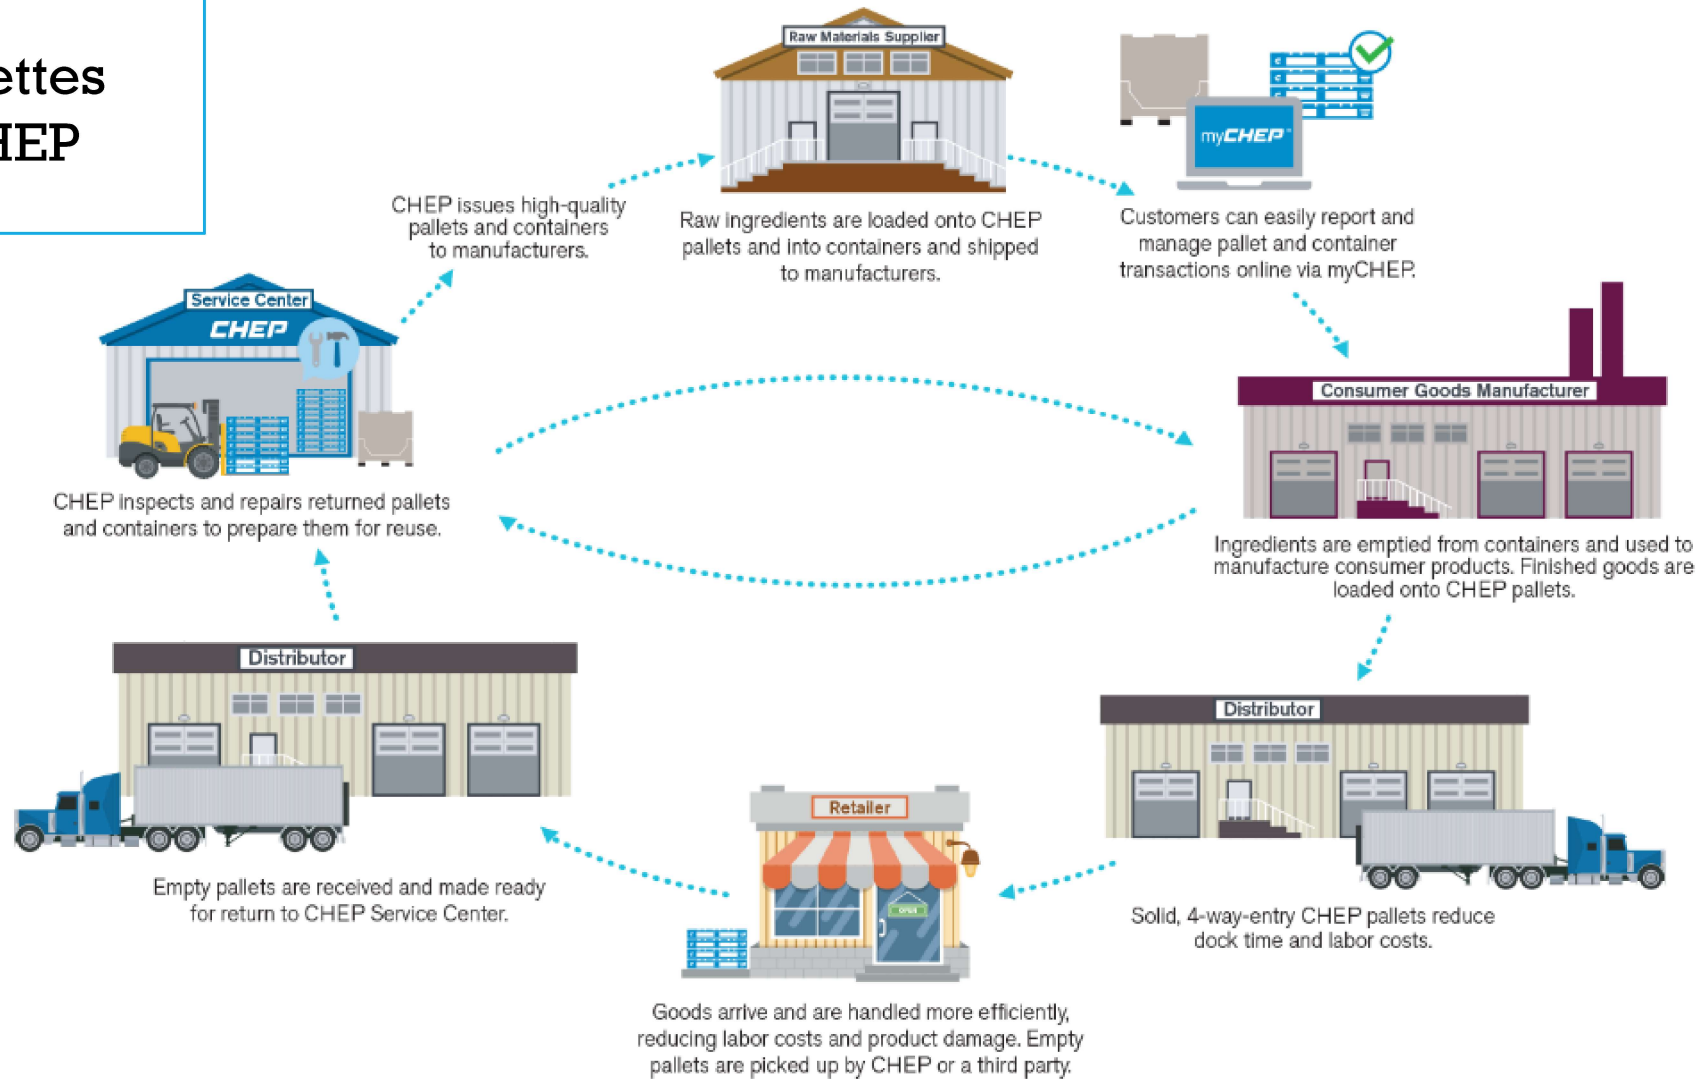 ettes
HEP
Raw Materials Supplier
myCHEP
CHEP issues high-quality
pallets and containers
to manufacturers.
Raw ingredients are loaded onto CHEP
pallets and into containers and shipped
to manufacturers.
Customers can easily report and
manage pallet and container
transactions online via myCHEP.
Service Center
CHEP
CHEP inspects and repairs returned pallets
and containers to prepare them for reuse.
Consumer Goods Manufacturer
Ingredients are emptied from containers and used to
manufacture consumer products. Finished goods are
loaded onto CHEP pallets.
Distributor
Empty pallets are received and made ready
for return to CHEP Service Center.
Distributor
Solid, 4-way-entry CHEP pallets reduce
dock time and labor costs.
Retailer
OPEN
Goods arrive and are handled more efficiently,
reducing labor costs and product damage. Empty
pallets are picked up by CHEP or a third party.